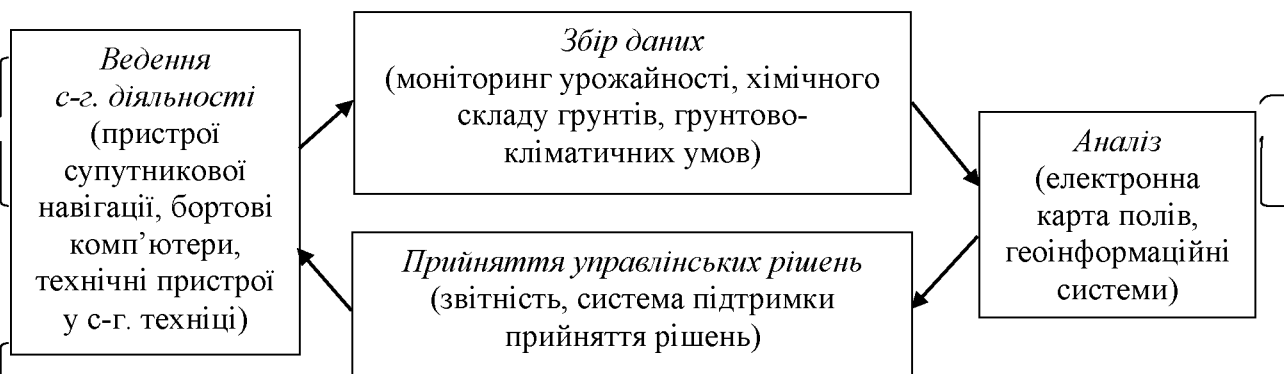 Ведення
с-г. діяльності
(пристрої
супутникової
навігації, бортові
комп’ютери,
технічні пристрої
у с-г. техніці)
Збір даних
(моніторинг урожайності, хімічного
складу грунтів, грунтово-
кліматичних умов)
Аналіз
(електронна
карта полів,
геоінформаційні
системи)
Прийняття управлінських рішень
(звітність, система підтримки
прийняття рішень)